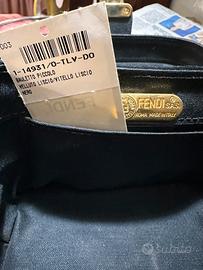 003
1-14931/0-TLV-DO
BAULETTO PICCOLO
VELLUTO LISCIO/VITELLO LISCIO
NERO
FENDI
FENDI S.A.S.
ROMA MADE IN ITALY
subito